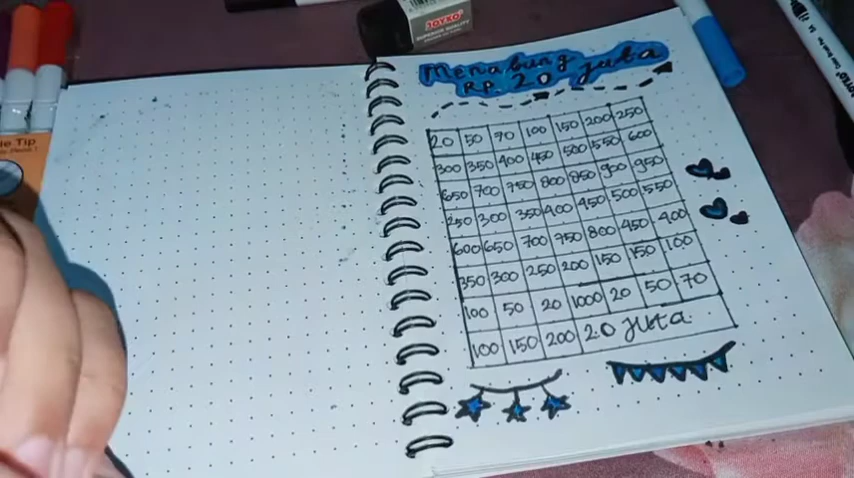 JOYKO
SUPERIOR QUALITY
Menabung
RP. 20 juta
20 50 70 100 150 200 250
300 350 400 450 500 550 600
650 700 750 800 850 900 950
250 300 350 400 450 500 550
600 650 700 750 800 450 400
350 300 250 200 150 150 100
100 50 20 1000 20 50 70
100 150 200 20 juta